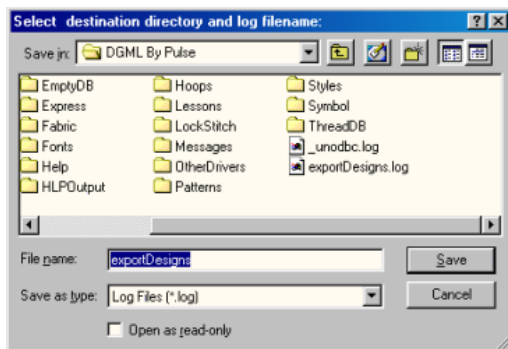 Select destination directory and log filename:
Save in: DGML By Pulse
EmptyDB Hoops Styles
Express Lessons Symbol
Fabric LockStitch ThreadDB
Fonts Messages _unodbc.log
Help OtherDrivers exportDesigns.log
HLPOutput Patterns
File name: exportDesigns Save
Save as type: Log Files (*.log) Cancel
Open as read-only